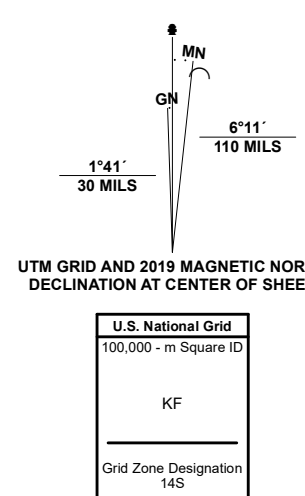 MN
GN
6°11´
110 MILS
1°41´
30 MILS
UTM GRID AND 2019 MAGNETIC NOR
DECLINATION AT CENTER OF SHEE
U.S. National Grid
100,000 - m Square ID
KF
Grid Zone Designation
14S